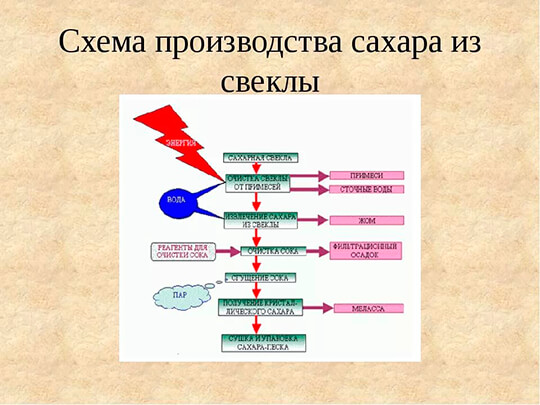 Схема производства сахара из
свеклы
ЭНЕРГИЯ
САХАРНАЯ СВЕКЛА
ОЧИСТКА СВЕКЛЫ
ОТ ПРИМЕСЕЙ
ПРИМЕСИ
СТОЧНЫЕ ВОДЫ
ВОДА
ИЗВЛЕЧЕНИЕ САХАРА
ИЗ СВЕКЛЫ
ЖОМ
РЕАГЕНТЫ ДЛЯ
ОЧИСТКИ СОКА
ОЧИСТКА СОКА
ФИЛЬТРАЦИОННЫЙ
ОСАДОК
СГУЩЕНИЕ СОКА
ПАР
ПОЛУЧЕНИЕ КРИСТАЛ-
ЛИЧЕСКОГО САХАРА
МЕЛАССА
СУШКА И УПАКОВКА
САХАРА-ПЕСКА